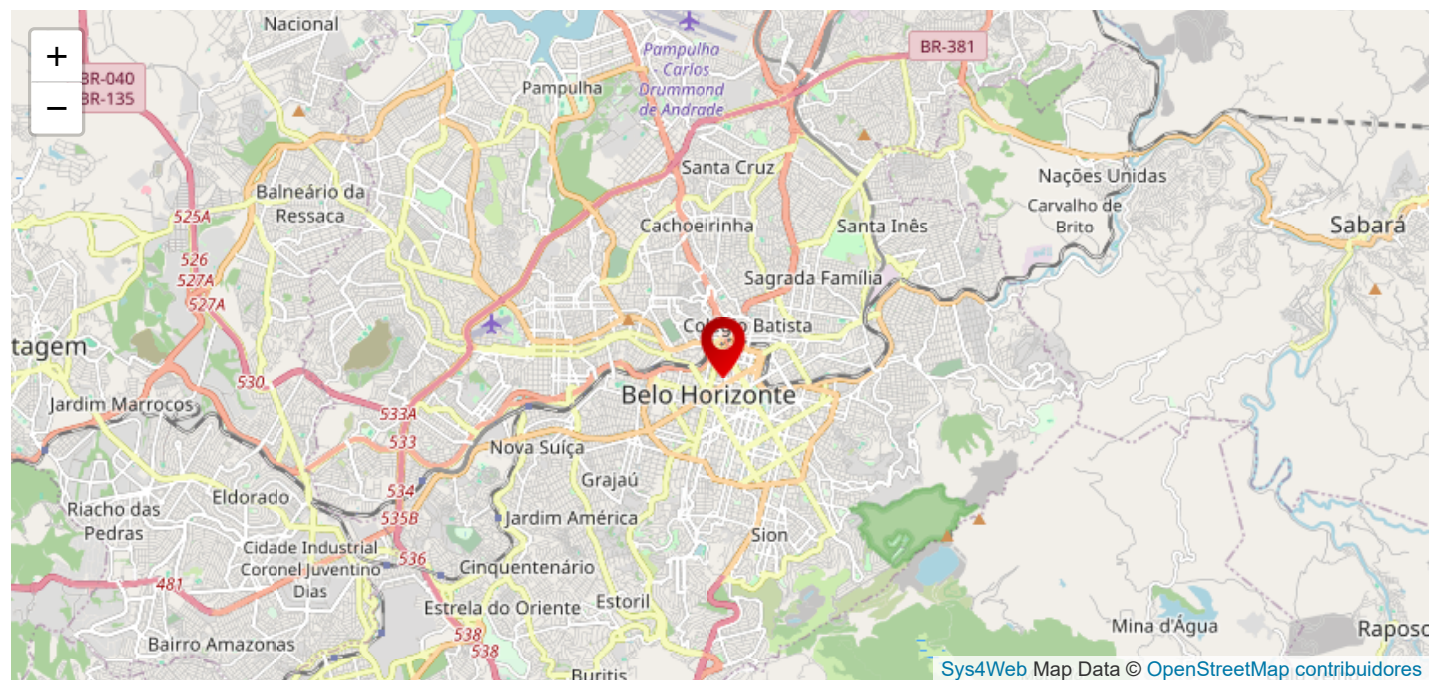 Nacional
+
−
BR-040
BR-135
BR-381
Pampulha
- Carlos
Drummond
de Andrade
Pampulha
Santa Cruz
Nações Unidas
Balneário da
Ressaca
Carvalho de
Brito
525A
Cachoeirinha
Santa Inês
Sabará
526
527A
Sagrada Família
527A
Colégio Batista
tagem
530
Belo Horizonte
Jardim Marrocos
533A
533
Nova Suíça
Grajaú
534
Eldorado
Riacho das
Pedras
535B
Jardim América
Sion
Cidade Industrial
Coronel Juventino
Dias
536
Cinquentenário
481
Estrela do Oriente
Estoril
538
538
Mina d'Água
Raposo
Bairro Amazonas
Buritis
Sys4Web Map Data © OpenStreetMap contribuidores